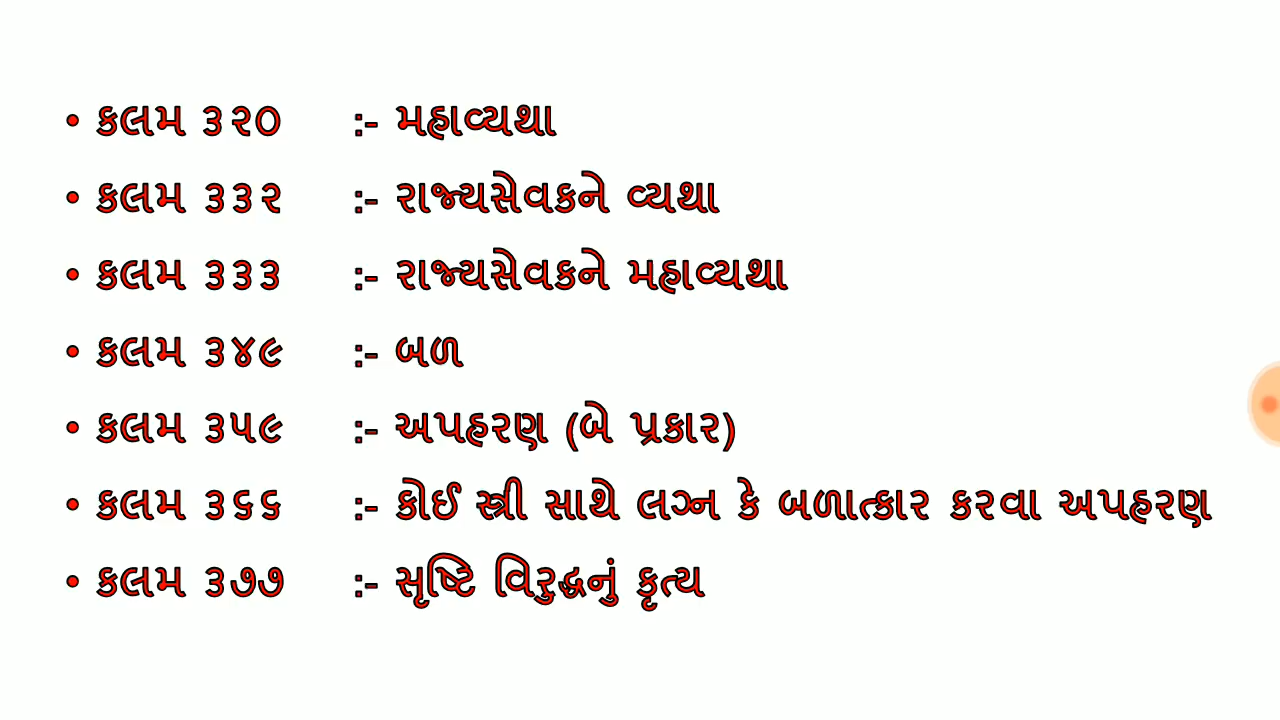 • કલમ ૩૨૦ :- મહાવ્યથા
• કલમ ૩૩૨ :- રાજ્યસેવકને વ્યથા
• કલમ ૩૩૩ :- રાજ્યસેવકને મહાવ્યથા
• કલમ ૩૪૯ :- બળ
• કલમ ૩૫૯ :- અપહરણ (બે પ્રકાર)
• કલમ ૩૬૬ :- કોઈ સ્ત્રી સાથે લગ્ન કે બળાત્કાર કરવા અપહરણ
• કલમ ૩૭૭ :- સૃષ્ટિ વિરુદ્ધનું કૃત્ય